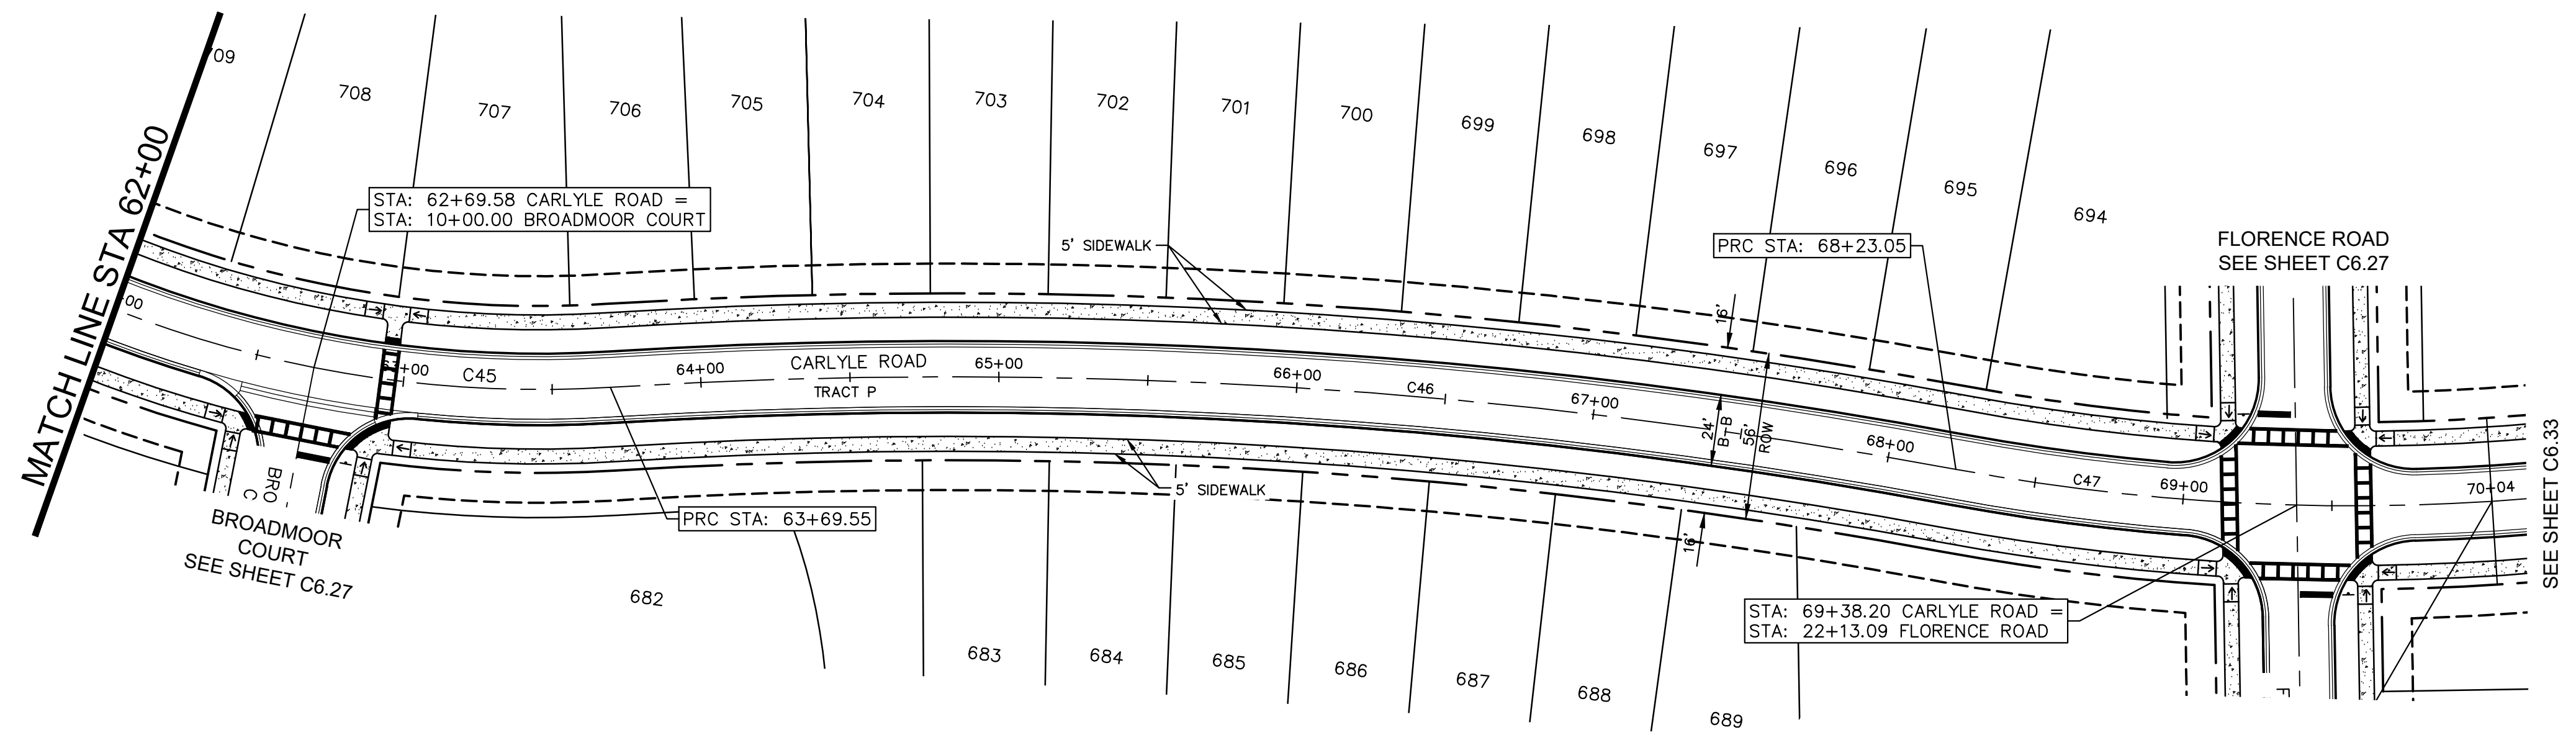 MATCH LINE STA 62+00
709
708
707
706
705
704
703
702
701
700
699
698
697
696
695
694
STA: 62+69.58 CARLYLE ROAD =
STA: 10+00.00 BROADMOOR COURT
5' SIDEWALK
PRC STA: 68+23.05
FLORENCE ROAD
SEE SHEET C6.27
16'
00
63+00
C45
64+00
CARLYLE ROAD
TRACT P
65+00
66+00
C46
67+00
24'
B-B
56'
ROW
68+00
C47
69+00
70+04
SEE SHEET C6.33
5' SIDEWALK
16'
PRC STA: 63+69.55
BRO
C
BROADMOOR
COURT
SEE SHEET C6.27
682
683
684
685
686
687
688
689
STA: 69+38.20 CARLYLE ROAD =
STA: 22+13.09 FLORENCE ROAD